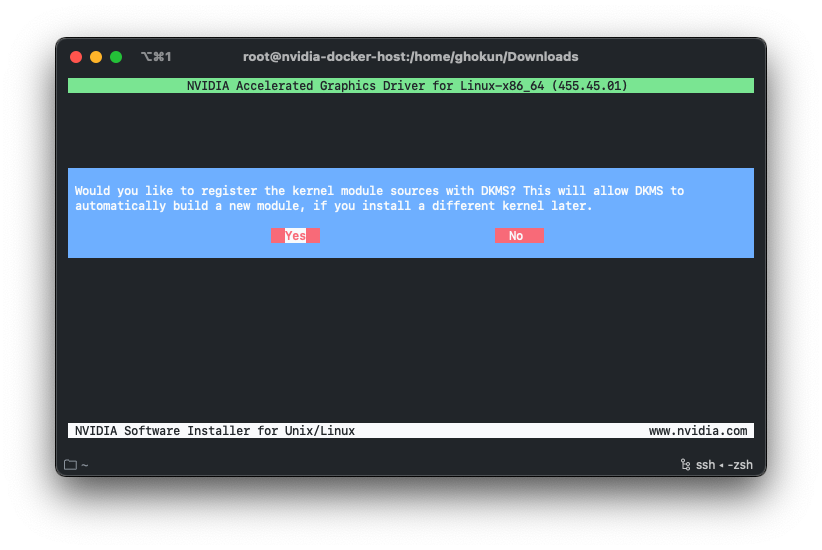 ⌥⌘1 root@nvidia-docker-host:/home/ghokun/Downloads
NVIDIA Accelerated Graphics Driver for Linux-x86_64 (455.45.01)
Would you like to register the kernel module sources with DKMS? This will allow DKMS to
automatically build a new module, if you install a different kernel later.
Yes No
NVIDIA Software Installer for Unix/Linux www.nvidia.com
~ ssh ◂ -zsh